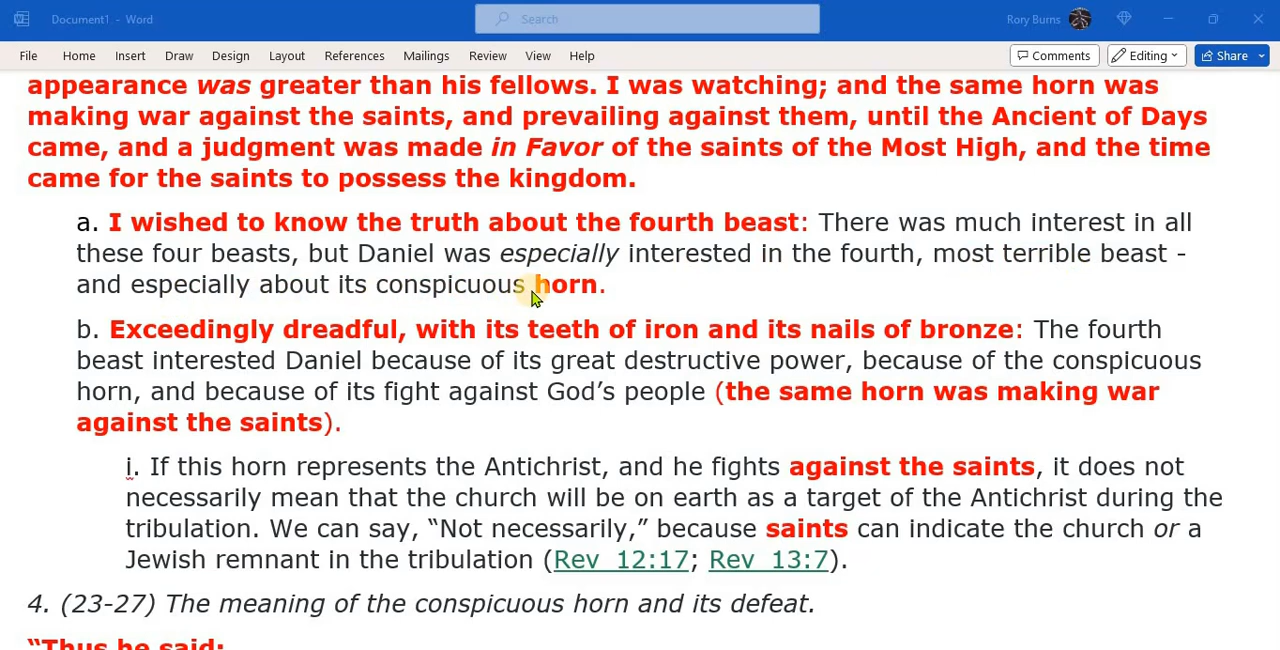 Document1 - Word
Search
Rory Burns
File Home Insert Draw Design Layout References Mailings Review View Help
Comments Editing Share
appearance was greater than his fellows. I was watching; and the same horn was
making war against the saints, and prevailing against them, until the Ancient of Days
came, and a judgment was made in Favor of the saints of the Most High, and the time
came for the saints to possess the kingdom.
a. I wished to know the truth about the fourth beast: There was much interest in all
these four beasts, but Daniel was especially interested in the fourth, most terrible beast -
and especially about its conspicuous horn.
b. Exceedingly dreadful, with its teeth of iron and its nails of bronze: The fourth
beast interested Daniel because of its great destructive power, because of the conspicuous
horn, and because of its fight against God’s people (the same horn was making war
against the saints).
i. If this horn represents the Antichrist, and he fights against the saints, it does not
necessarily mean that the church will be on earth as a target of the Antichrist during the
tribulation. We can say, “Not necessarily,” because saints can indicate the church or a
Jewish remnant in the tribulation (Rev 12:17; Rev 13:7).
4. (23-27) The meaning of the conspicuous horn and its defeat.
“Thus he said: